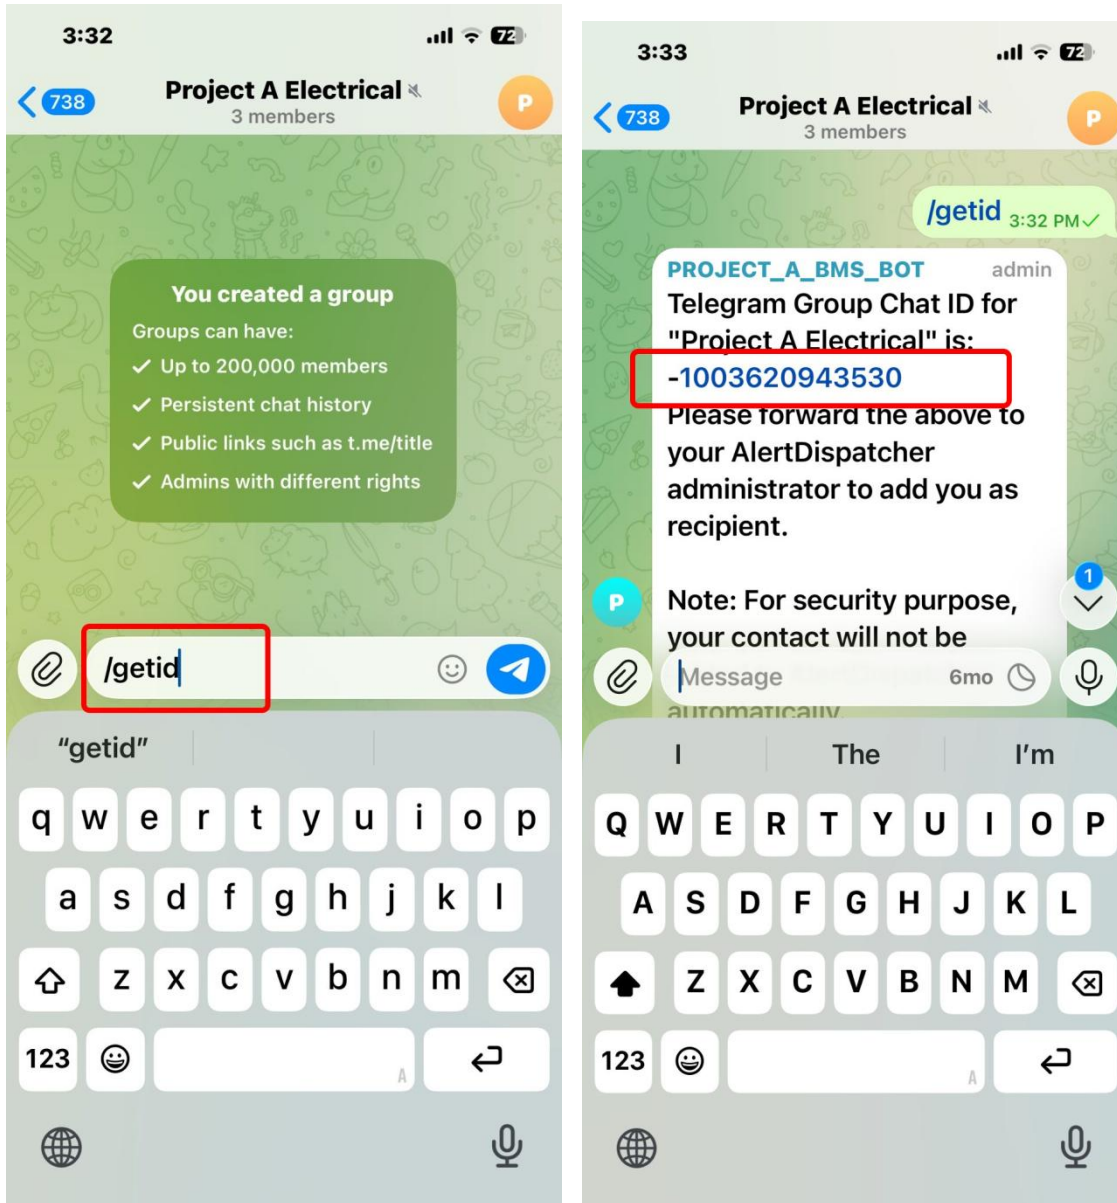 3:32
72
738
Project A Electrical
3 members
P
You created a group
Groups can have:
✓ Up to 200,000 members
✓ Persistent chat history
✓ Public links such as t.me/title
✓ Admins with different rights
/getid
“getid”
q w e r t y u i o p
a s d f g h j k l
z x c v b n m
123
A
3:33
72
738
Project A Electrical
3 members
P
/getid 3:32 PM✓
PROJECT_A_BMS_BOT admin
Telegram Group Chat ID for
"Project A Electrical" is:
-1003620943530
Please forward the above to
your AlertDispatcher
administrator to add you as
recipient.
1
P
Note: For security purpose,
your contact will not be
Message 6mo
automatically.
I The I’m
Q W E R T Y U I O P
A S D F G H J K L
Z X C V B N M
123
A